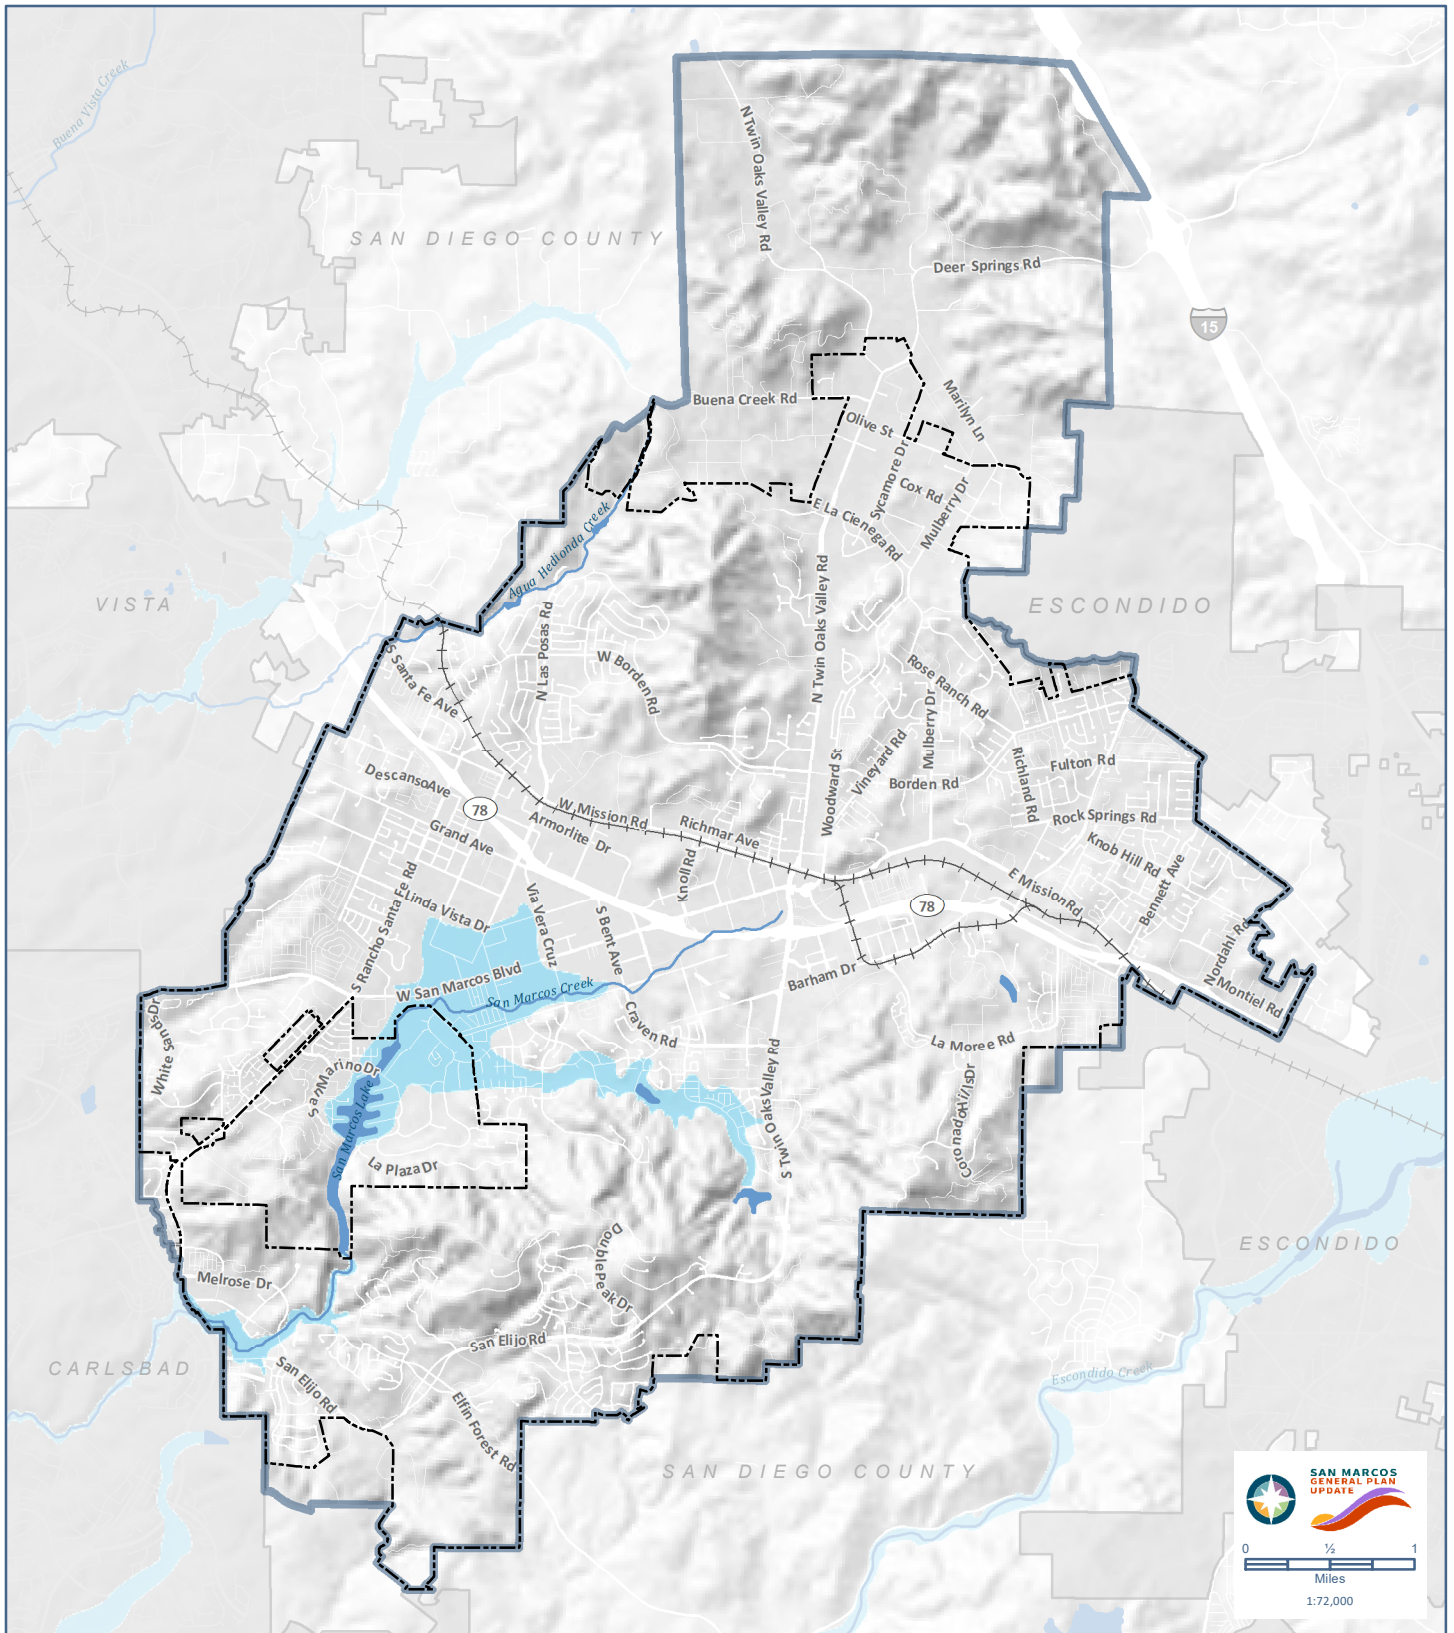 Buena Vista Creek
N Twin Oaks Valley Rd
SAN DIEGO COUNTY
Deer Springs Rd
15
Buena Creek Rd
Marilyn Ln
Olive St
Sycamore Dr
Cox Rd
Mulberry Dr
E La Cienega Rd
Agua Hedionda Creek
VISTA
ESCONDIDO
N Las Posas Rd
N Twin Oaks Valley Rd
S Santa Fe Ave
W Borden Rd
Rose Ranch Rd
Mulberry Dr
Vineyard Rd
Woodward St
Borden Rd
Richland Rd
Fulton Rd
Descanso Ave
78
W Mission Rd
Armorlite Dr
Richmar Ave
Rock Springs Rd
Grand Ave
Knoll Rd
Knob Hill Rd
Bennett Ave
E Mission Rd
78
S Rancho Santa Fe Rd
Linda Vista Dr
Via Vera Cruz
S Bent Ave
Nordahl Rd
Barham Dr
W San Marcos Blvd
San Marcos Creek
Montiel Rd
White Sands Dr
Craven Rd
La Moree Rd
San Marino Dr
S Twin Oaks Valley Rd
Coronado Hills Dr
San Marcos Lake
La Plaza Dr
Double Peak Dr
ESCONDIDO
Melrose Dr
San Elijo Rd
CARLSBAD
San Elijo Rd
Escondido Creek
Elfin Forest Rd
SAN DIEGO COUNTY
SAN MARCOS
GENERAL PLAN
UPDATE
0 ½ 1
Miles
1:72,000